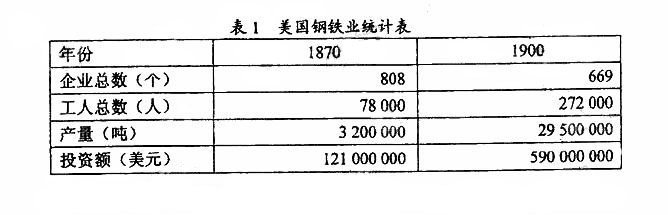 表1 美国钢铁业统计表
年份 1870 1900
企业总数（个） 808 669
工人总数（人） 78 000 272 000
产量（吨） 3 200 000 29 500 000
投资额（美元） 121 000 000 590 000 000